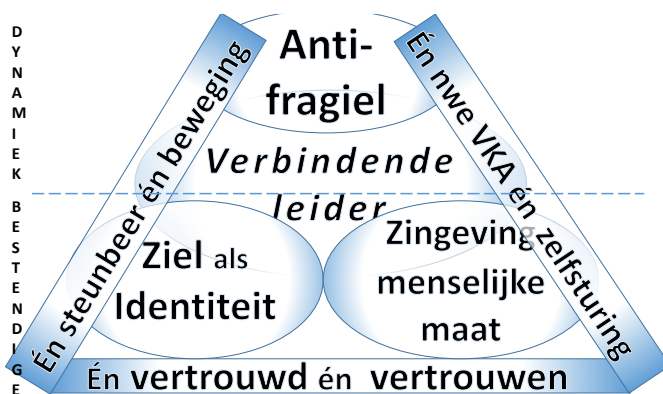 DYNAMIEK
BESTENDIGE
Én steunbeer én beweging
Anti-
fragiel
Én nwe VKA én zelfsturing
Verbindende
leider
Ziel als
Identiteit
Zingeving
menselijke
maat
Én vertrouwd én vertrouwen